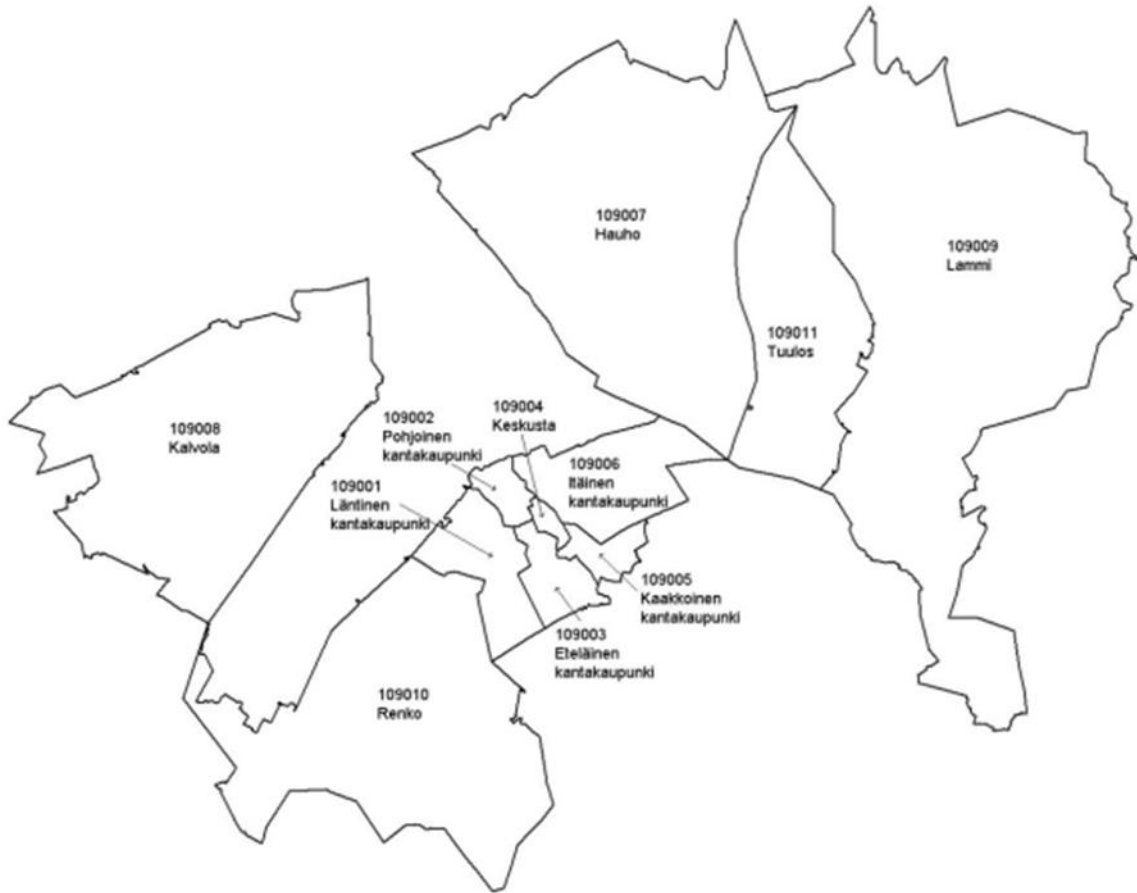 109007
Hauho
109009
Lammi
109011
Tuulos
109008
Kalvola
109002
Pohjoinen
kantakaupunki
109004
Keskusta
109006
Itäinen
kantakaupunki
109001
Läntinen
kantakaupunki
109005
Kaakkoinen
kantakaupunki
109003
Eteläinen
kantakaupunki
109010
Renko